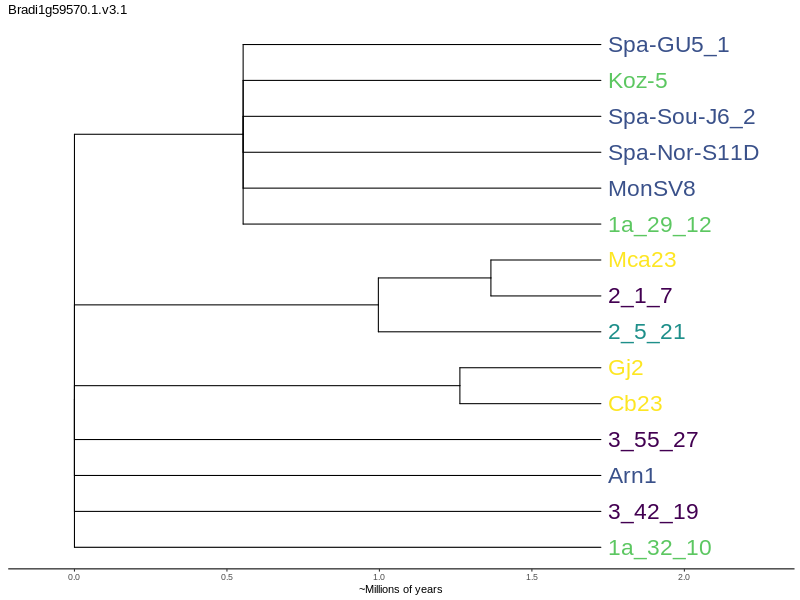 Bradi1g59570.1.v3.1
Spa-GU5_1
Koz-5
Spa-Sou-J6_2
Spa-Nor-S11D
MonSV8
1a_29_12
Mca23
2_1_7
2_5_21
Gj2
Cb23
3_55_27
Arn1
3_42_19
1a_32_10
0.0 0.5 1.0 1.5 2.0
~Millions of years